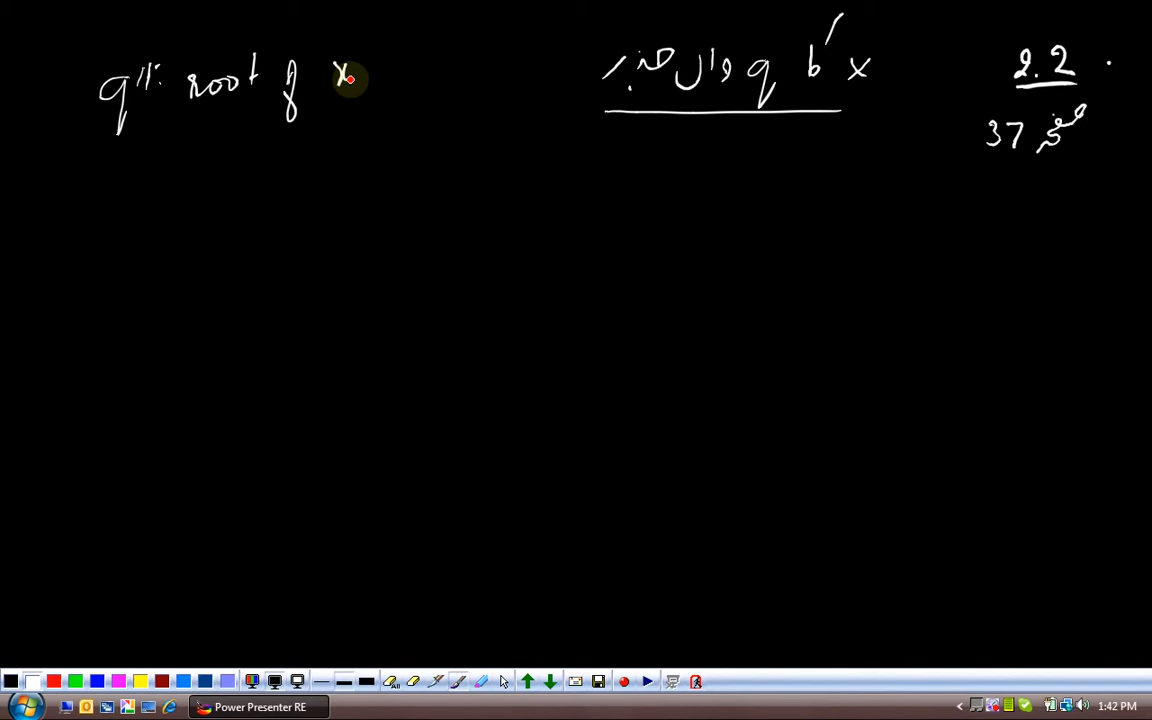 qth root of x
x کا q واں جذر
2.2
صفحہ 37
Power Presenter RE
1:42 PM